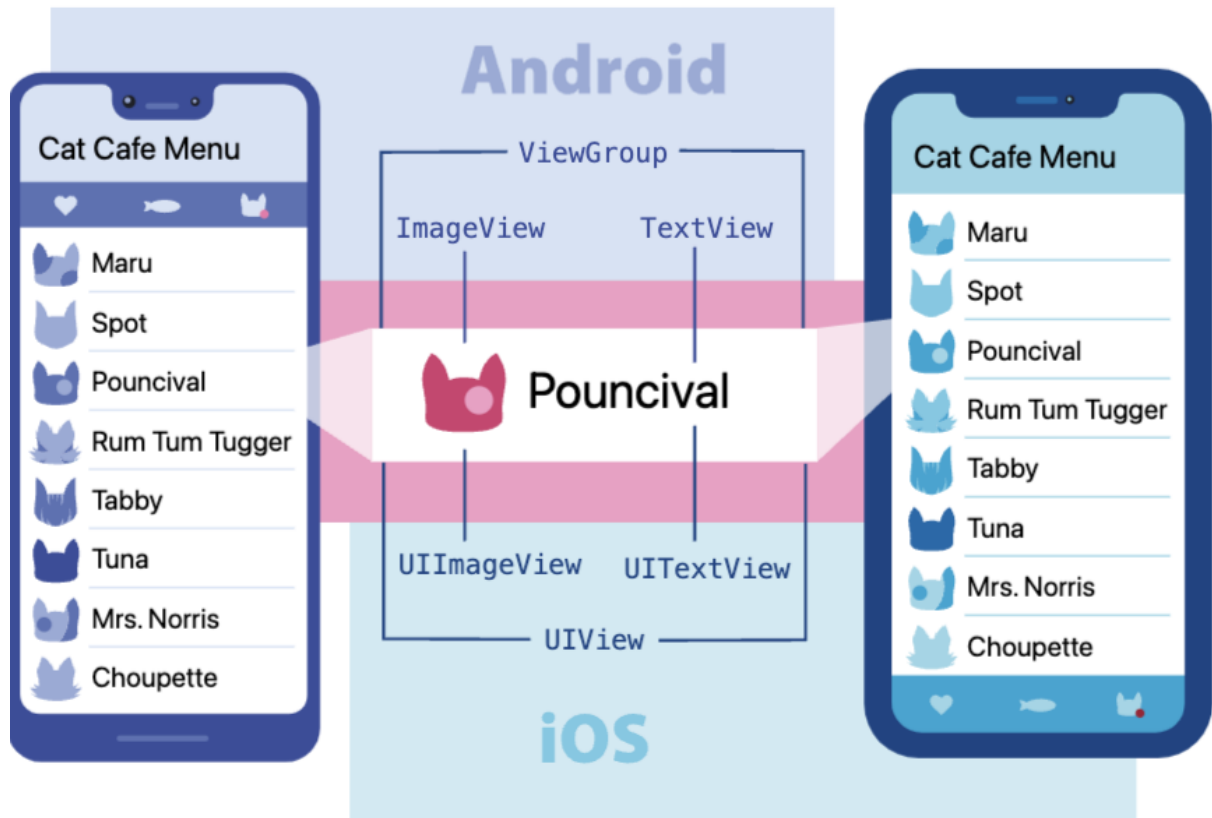 Android
Cat Cafe Menu
Maru
Spot
Pouncival
Rum Tum Tugger
Tabby
Tuna
Mrs. Norris
Choupette
ViewGroup
ImageView TextView
Pouncival
UIImageView UITextView
UIView
iOS
Cat Cafe Menu
Maru
Spot
Pouncival
Rum Tum Tugger
Tabby
Tuna
Mrs. Norris
Choupette